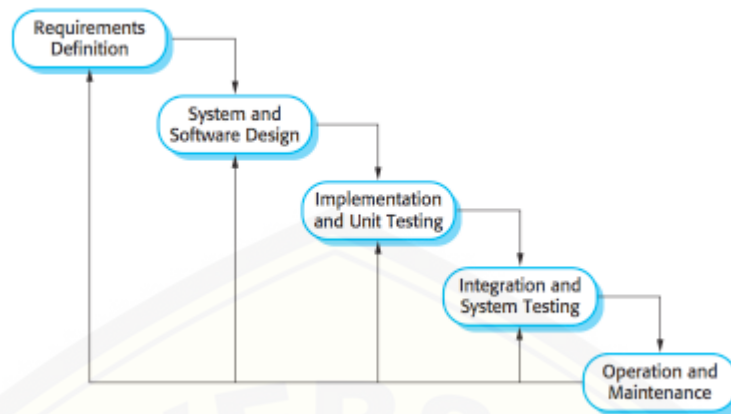 Requirements
Definition
System and
Software Design
Implementation
and Unit Testing
Integration and
System Testing
Operation and
Maintenance